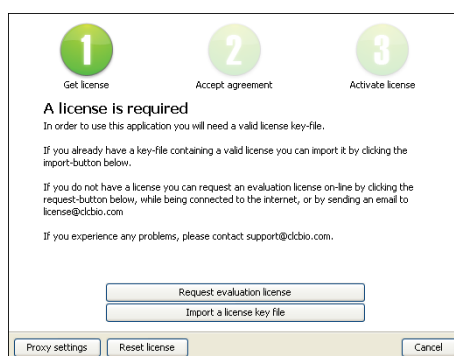 1 2 3
Get license Accept agreement Activate license
A license is required
In order to use this application you will need a valid license key-file.
If you already have a key-file containing a valid license you can import it by clicking the
import-button below.
If you do not have a license you can request an evaluation license on-line by clicking the
request-button below, while being connected to the internet, or by sending an email to
license@clcbio.com
If you experience any problems, please contact support@clcbio.com.
Request evaluation license
Import a license key file
Proxy settings Reset license Cancel